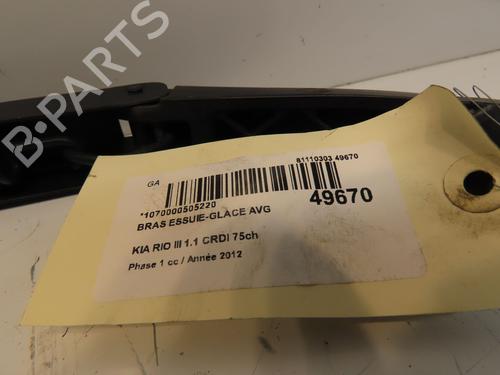 B-PARTS
GA
81110303 49670
*1070000505220
49670
BRAS ESSUIE-GLACE AVG
KIA RIO III 1.1 CRDI 75ch
Phase 1 cc / Année 2012